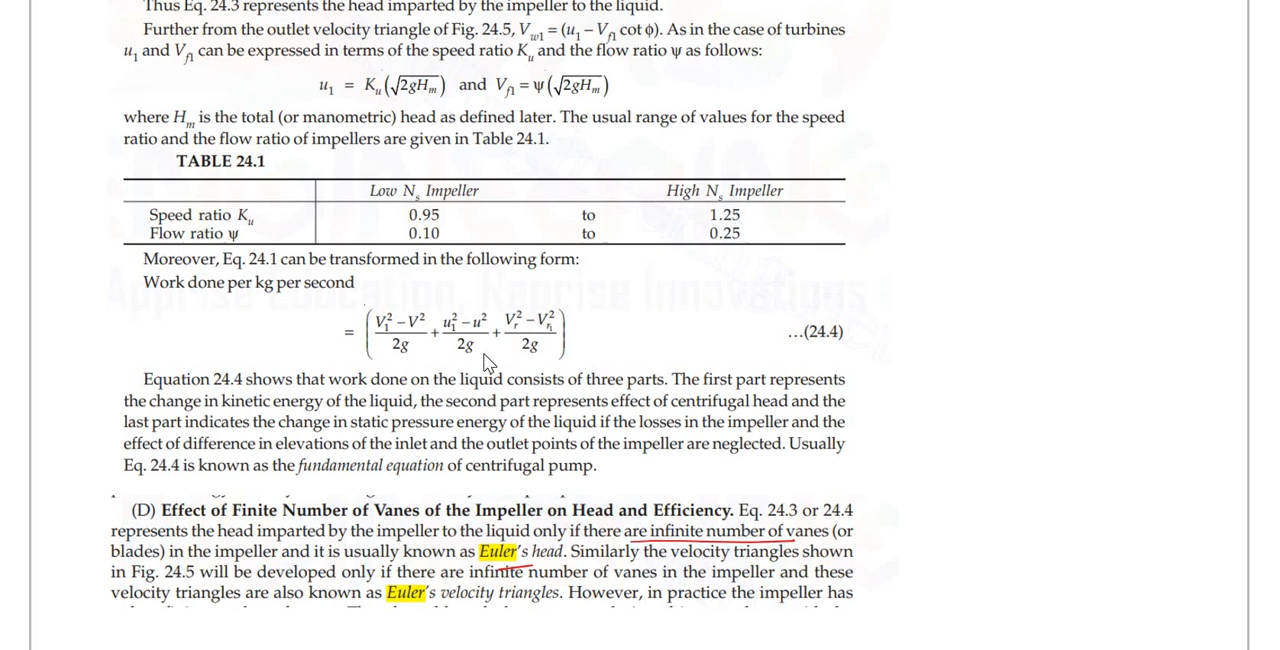 Thus Eq. 24.3 represents the head imparted by the impeller to the liquid.
Further from the outlet velocity triangle of Fig. 24.5, V_w1 = (u_1 – V_f1 cot φ). As in the case of turbines
u_1 and V_f1 can be expressed in terms of the speed ratio K_u and the flow ratio ψ as follows:
u_1 = K_u(√2gH_m) and V_f1 = ψ(√2gH_m)
where H_m is the total (or manometric) head as defined later. The usual range of values for the speed
ratio and the flow ratio of impellers are given in Table 24.1.
TABLE 24.1
Low N_s Impeller High N_s Impeller
Speed ratio K_u 0.95 to 1.25
Flow ratio ψ 0.10 to 0.25
Moreover, Eq. 24.1 can be transformed in the following form:
Work done per kg per second
= ((V_1² – V²)/2g + (u_1² – u²)/2g + (V_r² – V_r1²)/2g) ...(24.4)
Equation 24.4 shows that work done on the liquid consists of three parts. The first part represents
the change in kinetic energy of the liquid, the second part represents effect of centrifugal head and the
last part indicates the change in static pressure energy of the liquid if the losses in the impeller and the
effect of difference in elevations of the inlet and the outlet points of the impeller are neglected. Usually
Eq. 24.4 is known as the fundamental equation of centrifugal pump.
(D) Effect of Finite Number of Vanes of the Impeller on Head and Efficiency. Eq. 24.3 or 24.4
represents the head imparted by the impeller to the liquid only if there are infinite number of vanes (or
blades) in the impeller and it is usually known as Euler's head. Similarly the velocity triangles shown
in Fig. 24.5 will be developed only if there are infinite number of vanes in the impeller and these
velocity triangles are also known as Euler's velocity triangles. However, in practice the impeller has